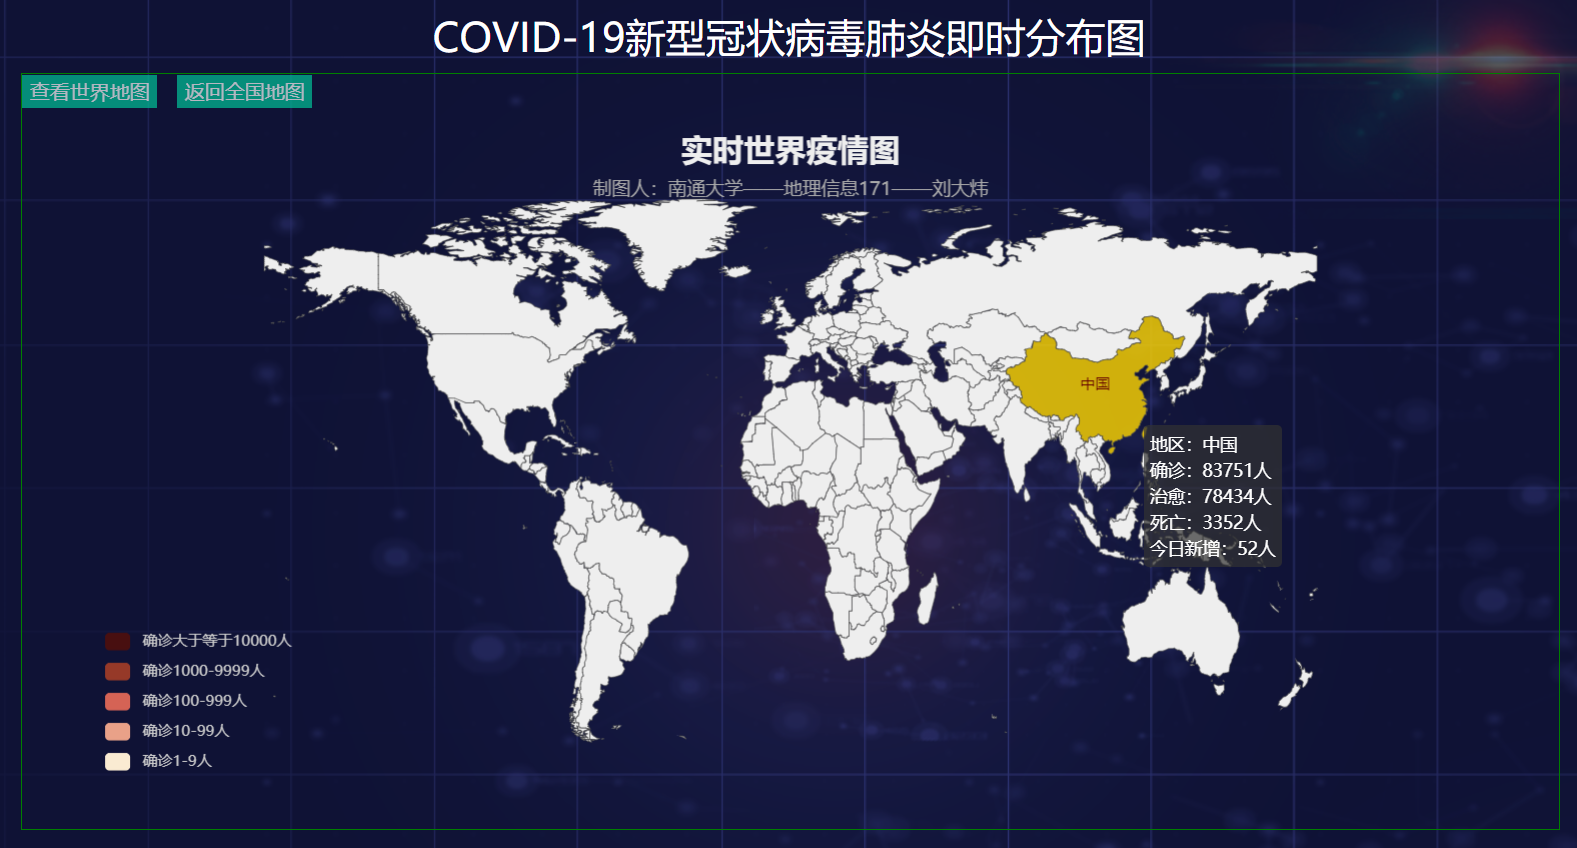 COVID-19新型冠状病毒肺炎即时分布图
查看世界地图
返回全国地图
实时世界疫情图
制图人：南通大学——地理信息171——刘大炜
中国
地区：中国
确诊：83751人
治愈：78434人
死亡：3352人
今日新增：52人
确诊大于等于10000人
确诊1000-9999人
确诊100-999人
确诊10-99人
确诊1-9人